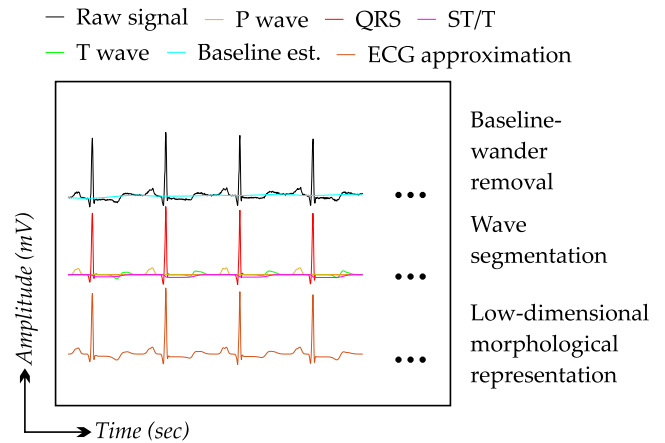 Raw signal P wave QRS ST/T
T wave Baseline est. ECG approximation
Baseline-
wander
removal
Wave
segmentation
Low-dimensional
morphological
representation
Amplitude (mV)
Time (sec)